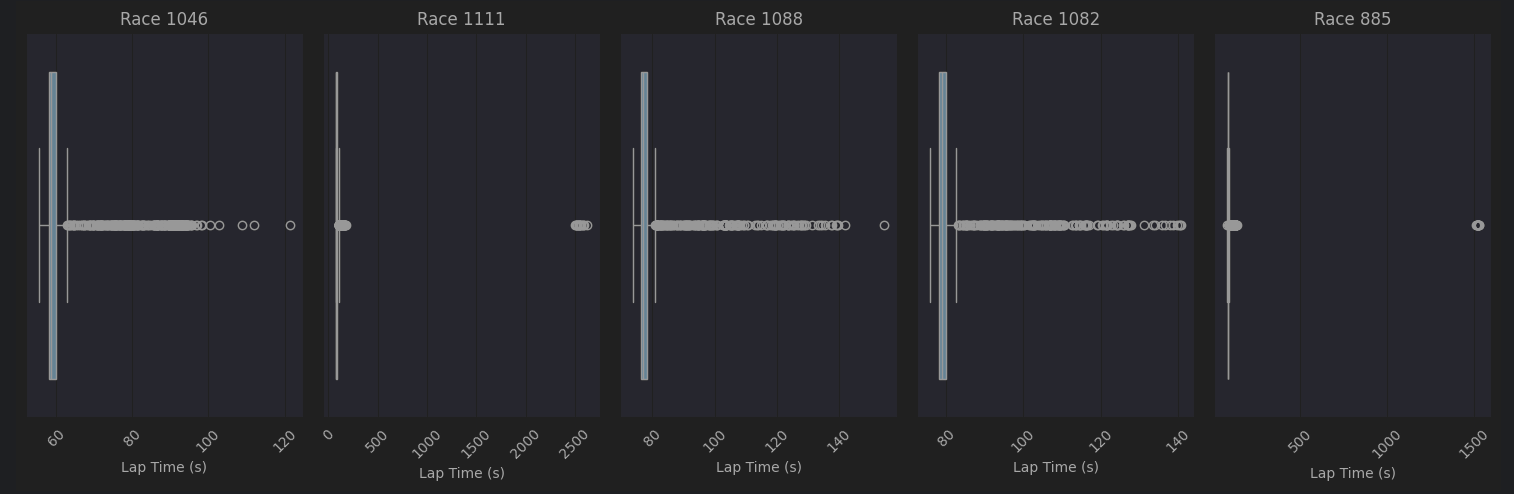 Race 1046
Race 1111
Race 1088
Race 1082
Race 885
60 80 100 120
0 500 1000 1500 2000 2500
80 100 120 140
80 100 120 140
500 1000 1500
Lap Time (s)
Lap Time (s)
Lap Time (s)
Lap Time (s)
Lap Time (s)